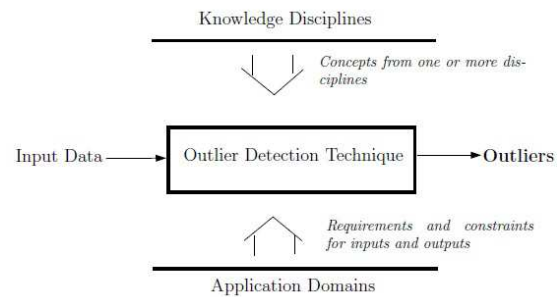 Knowledge Disciplines
Concepts from one or more dis-
ciplines
Input Data
Outlier Detection Technique
Outliers
Requirements and constraints
for inputs and outputs
Application Domains